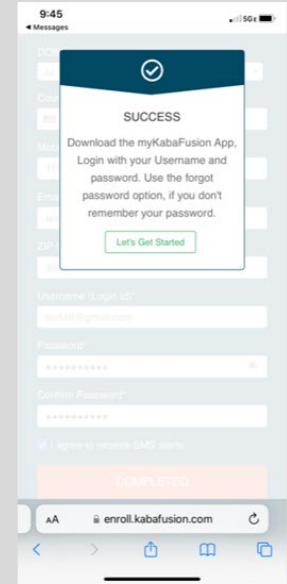 9:45
5G
Messages
SUCCESS
Download the myKabaFusion App,
Login with your Username and
password. Use the forgot
password option, if you don't
remember your password.
Let's Get Started
ZIP
Username (Login Id)*
Password*
**********
Confirm Password*
**********
I agree to receive SMS alerts
COMPLETED
AA
enroll.kabafusion.com